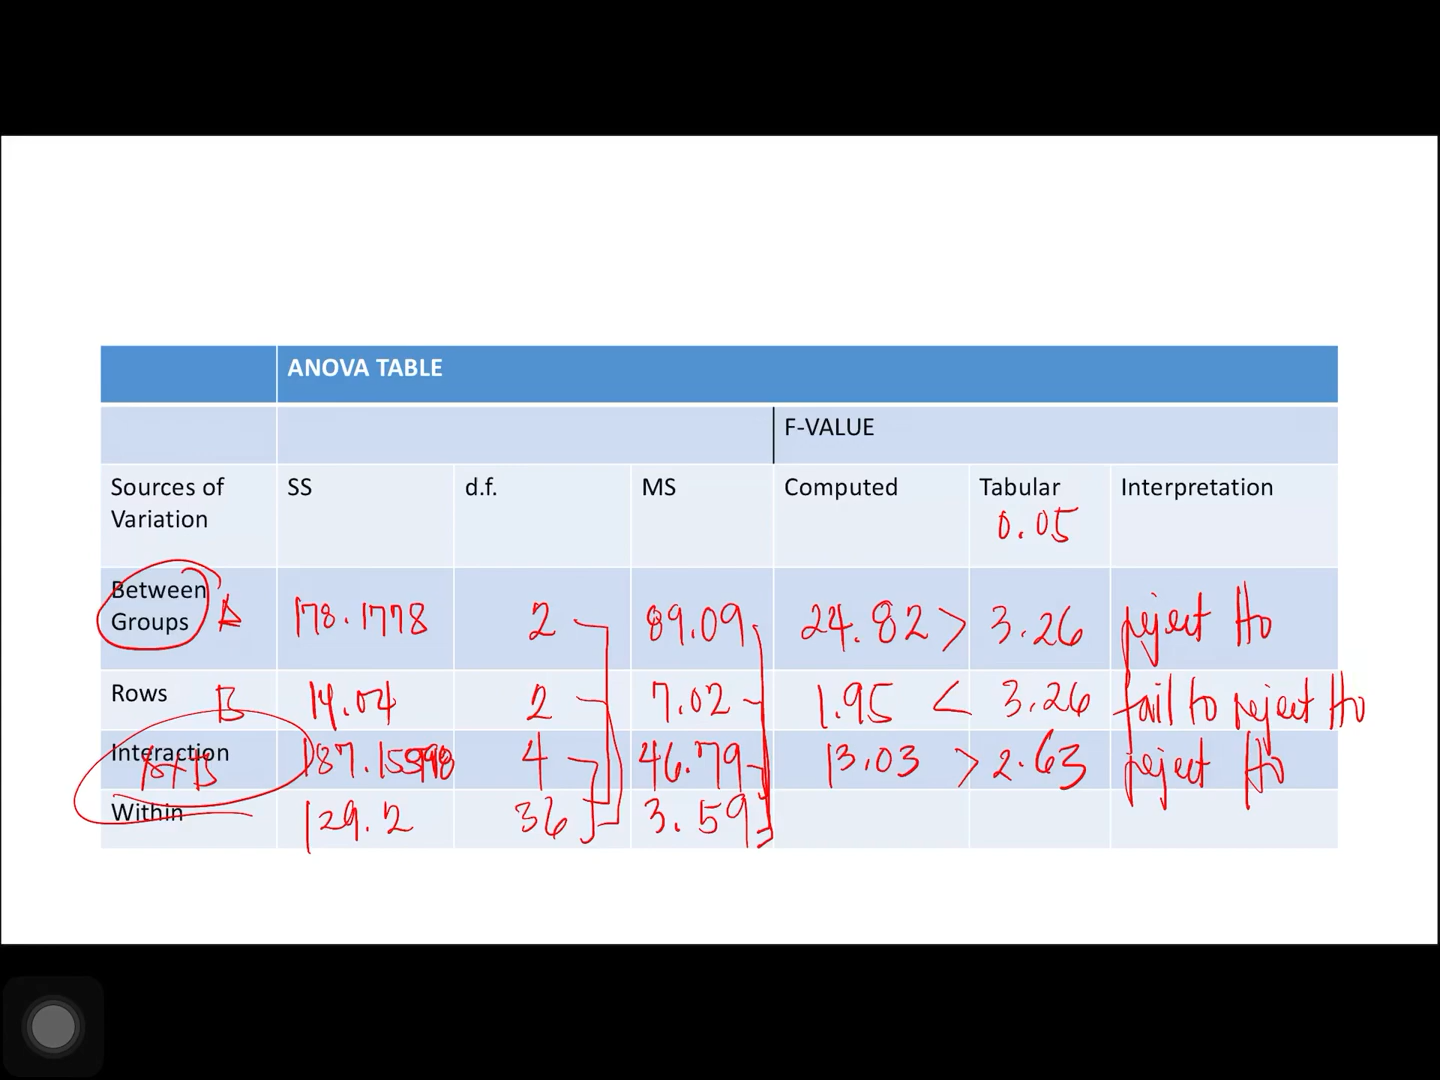 ANOVA TABLE
F-VALUE
Sources of Variation SS d.f. MS Computed Tabular 0.05 Interpretation
Between Groups A 178.1778 2 89.09 24.82 > 3.26 reject Ho
Rows B 14.04 2 7.02 1.95 < 3.26 fail to reject Ho
Interaction AxB 4 46.79 13.03 > 2.63 reject Ho
Within 129.2 36 3.59